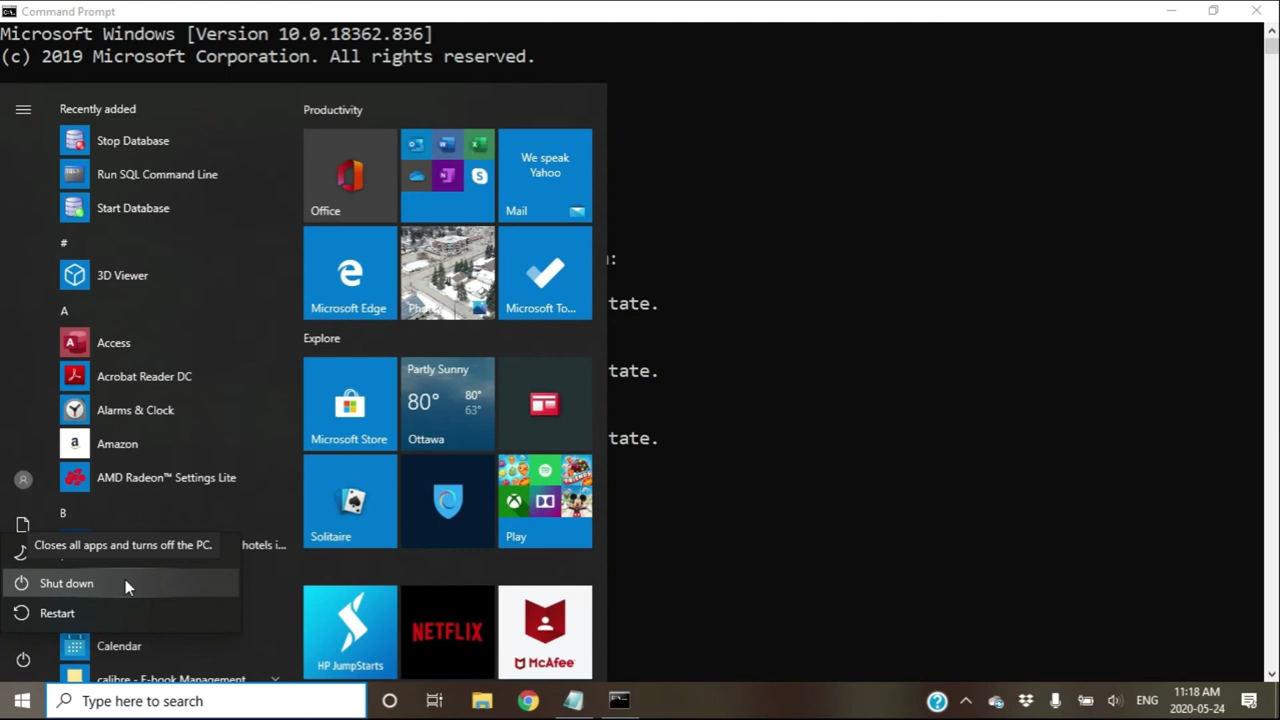 Command Prompt
Microsoft Windows [Version 10.0.18362.836]
(c) 2019 Microsoft Corporation. All rights reserved.
:
tate.
tate.
tate.
Recently added
Stop Database
Run SQL Command Line
Start Database
#
3D Viewer
A
Access
Acrobat Reader DC
Alarms & Clock
Amazon
AMD Radeon™ Settings Lite
B
hotels i...
Closes all apps and turns off the PC.
Shut down
Restart
Calendar
calibre - E-book Management
Productivity
Office
We speak
Yahoo
Mail
Microsoft Edge
Microsoft To...
Explore
Microsoft Store
Partly Sunny
80°
80°
63°
Ottawa
Solitaire
Play
HP JumpStarts
NETFLIX
McAfee
Type here to search
ENG
11:18 AM
2020-05-24